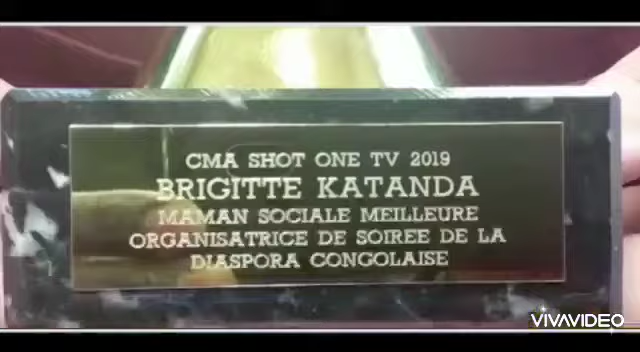 CMA SHOT ONE TV 2019
BRIGITTE KATANDA
MAMAN SOCIALE MEILLEURE
ORGANISATRICE DE SOIREE DE LA
DIASPORA CONGOLAISE
VIVAVIDEO